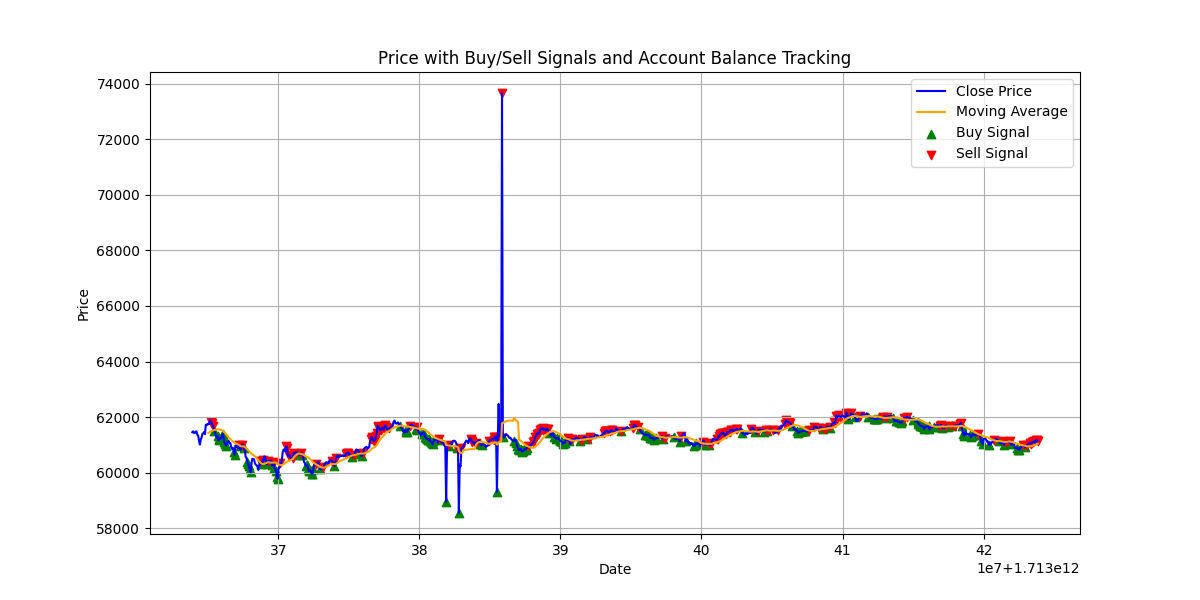 Price with Buy/Sell Signals and Account Balance Tracking
Close Price
Moving Average
Buy Signal
Sell Signal
Price
74000
72000
70000
68000
66000
64000
62000
60000
58000
37 38 39 40 41 42
1e7+1.713e12
Date